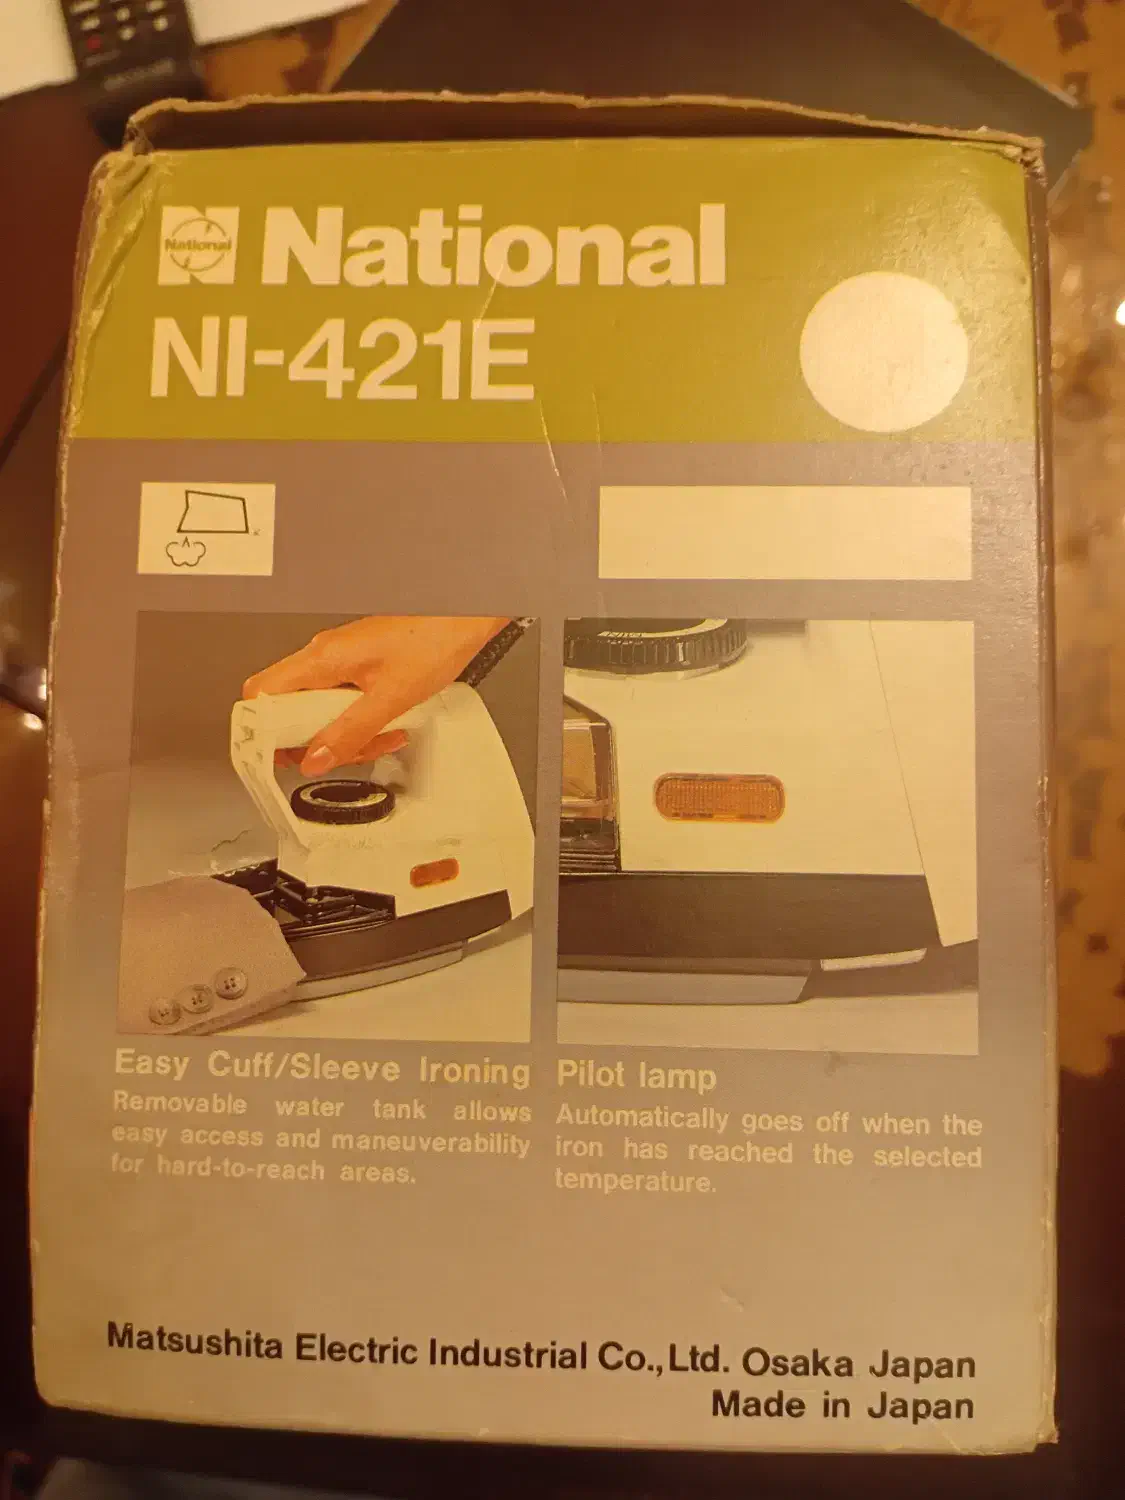 National
National
NI-421E
Easy Cuff/Sleeve Ironing
Removable water tank allows
easy access and maneuverability
for hard-to-reach areas.
Pilot lamp
Automatically goes off when the
iron has reached the selected
temperature.
Matsushita Electric Industrial Co., Ltd. Osaka Japan
Made in Japan